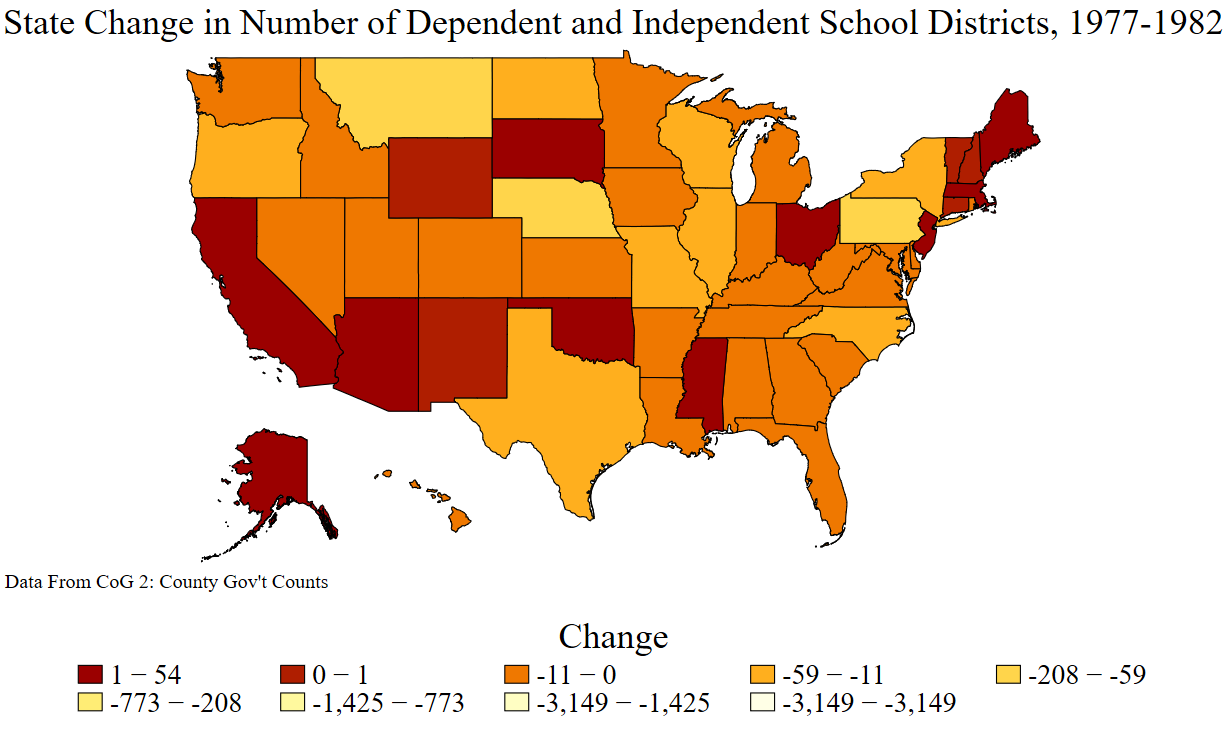 State Change in Number of Dependent and Independent School Districts, 1977-1982
Data From CoG 2: County Gov't Counts
Change
1 − 54 0 − 1 -11 − 0 -59 − -11 -208 − -59
-773 − -208 -1,425 − -773 -3,149 − -1,425 -3,149 − -3,149